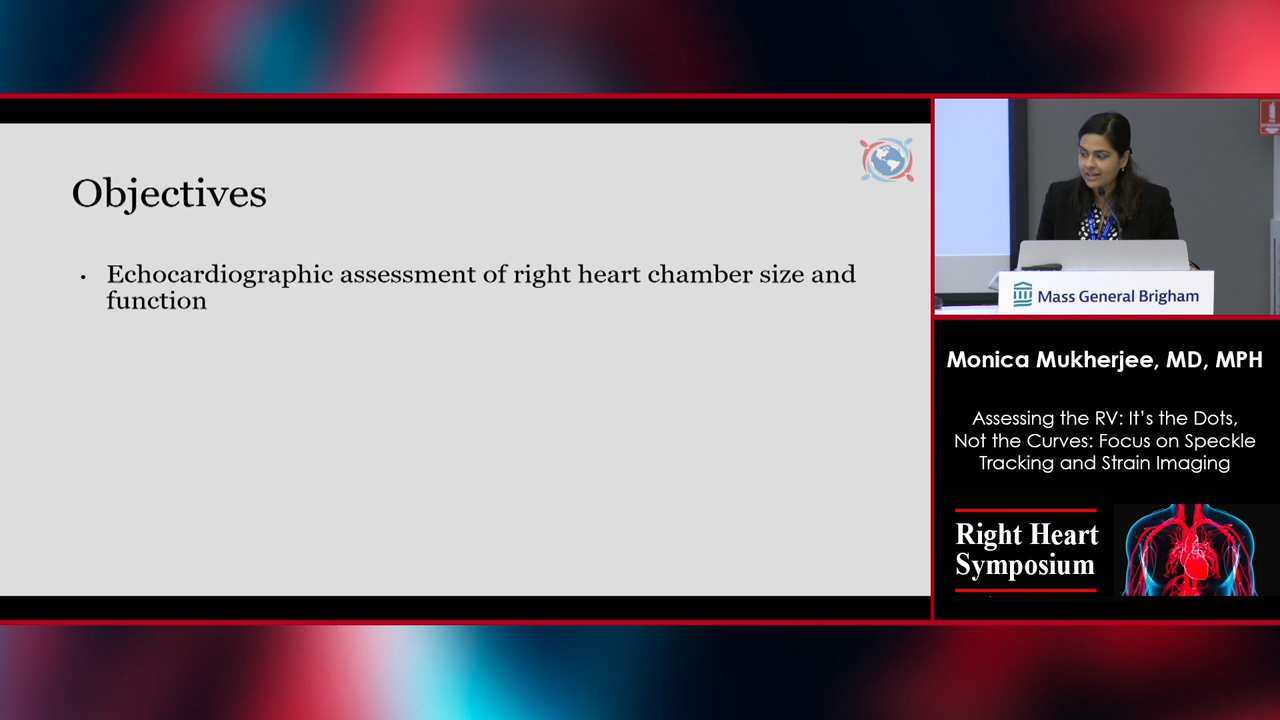 Objectives
• Echocardiographic assessment of right heart chamber size and
function
Mass General Brigham
Monica Mukherjee, MD, MPH
Assessing the RV: It's the Dots,
Not the Curves: Focus on Speckle
Tracking and Strain Imaging
Right Heart
Symposium